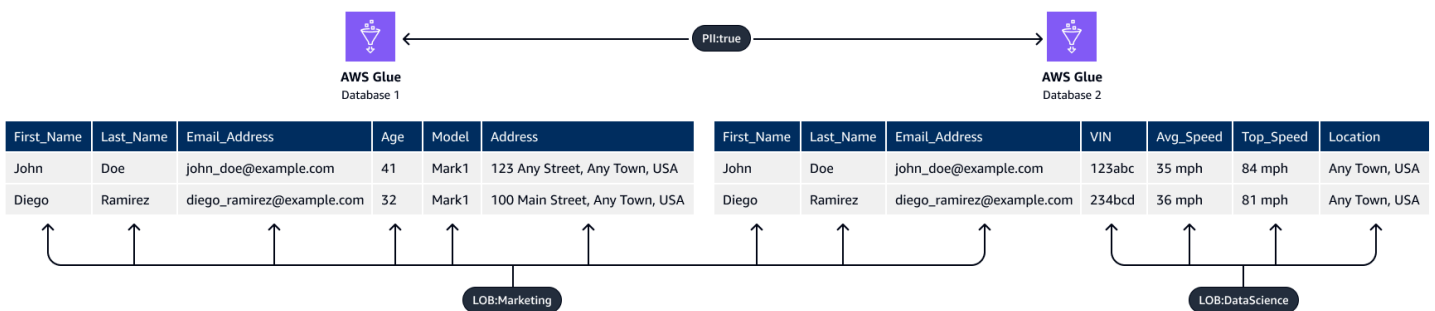 PII:true
AWS Glue
Database 1
AWS Glue
Database 2
First_Name Last_Name Email_Address Age Model Address
John Doe john_doe@example.com 41 Mark1 123 Any Street, Any Town, USA
Diego Ramirez diego_ramirez@example.com 32 Mark1 100 Main Street, Any Town, USA
First_Name Last_Name Email_Address VIN Avg_Speed Top_Speed Location
John Doe john_doe@example.com 123abc 35 mph 84 mph Any Town, USA
Diego Ramirez diego_ramirez@example.com 234bcd 36 mph 81 mph Any Town, USA
LOB:Marketing
LOB:DataScience